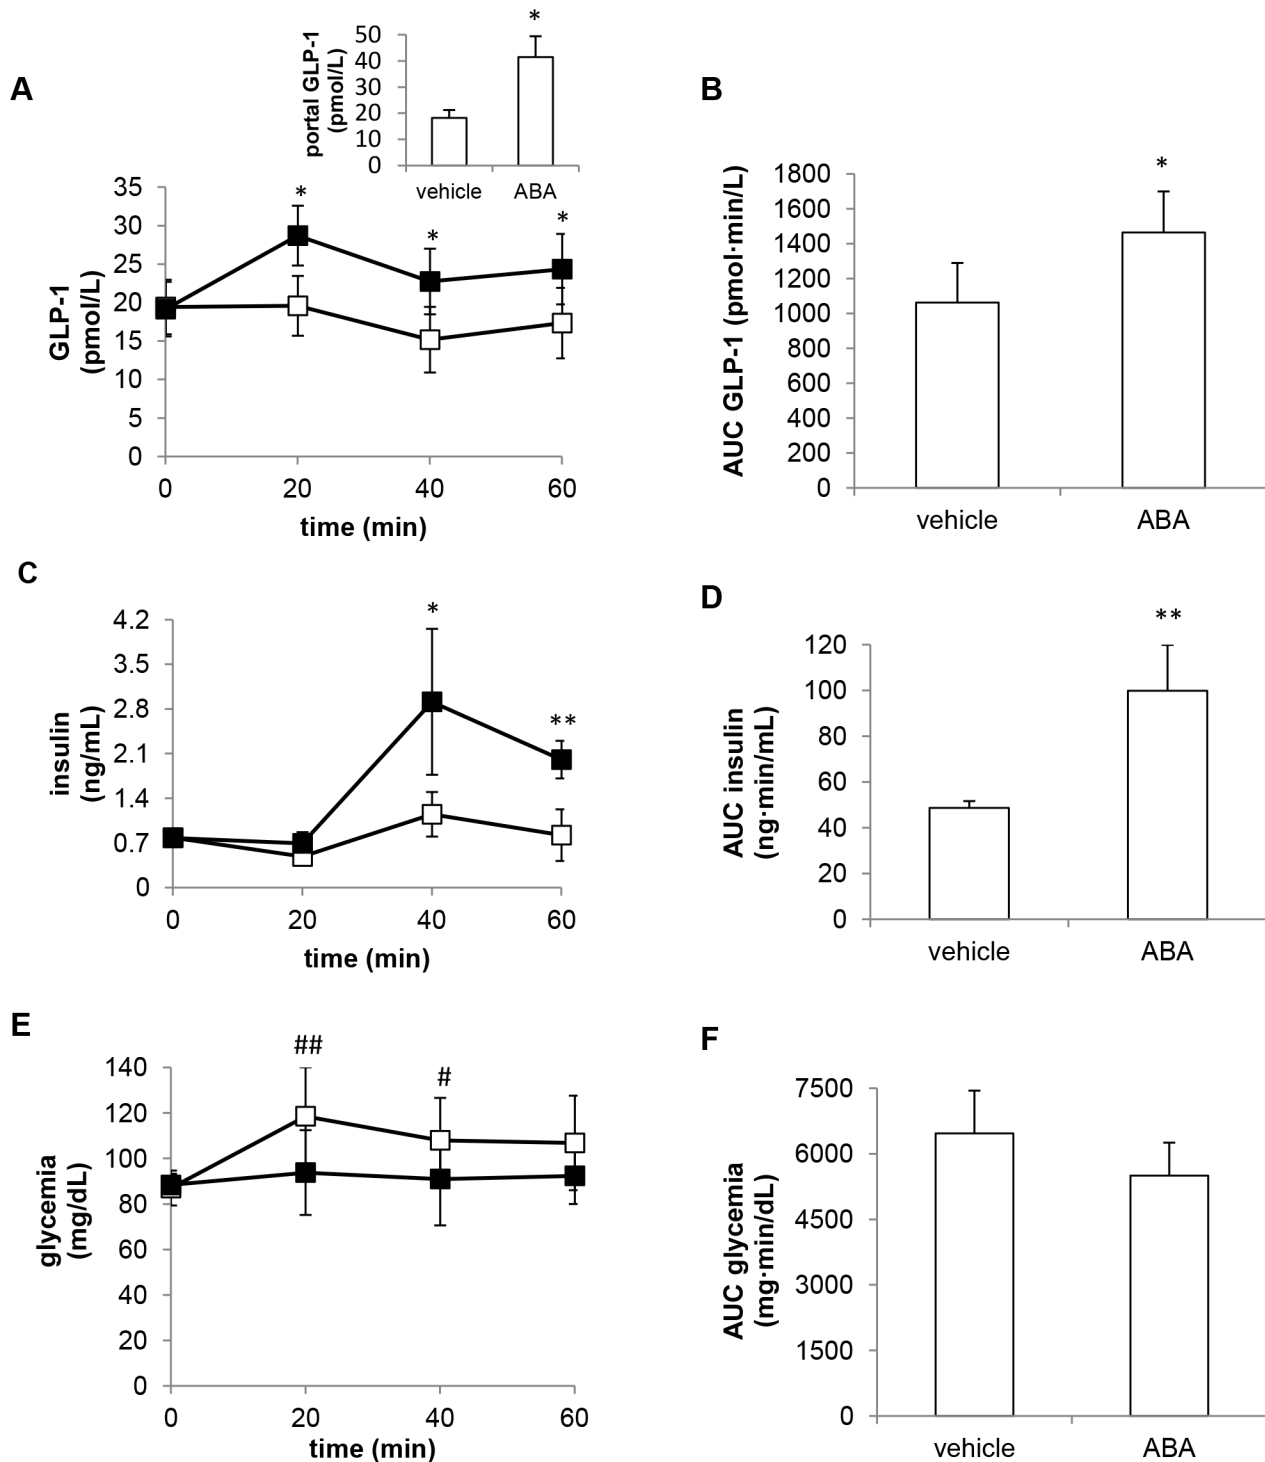 A
portal GLP-1
(pmol/L)
50
40
30
20
10
0
*
vehicle
ABA
GLP-1
(pmol/L)
35
30
25
20
15
10
5
0
*
*
*
0
20
40
60
time (min)
B
AUC GLP-1 (pmol·min/L)
1800
1600
1400
1200
1000
800
600
400
200
0
*
vehicle
ABA
C
insulin
(ng/mL)
4.2
3.5
2.8
2.1
1.4
0.7
0
*
**
0
20
40
60
time (min)
D
AUC insulin
(ng·min/mL)
120
100
80
60
40
20
0
**
vehicle
ABA
E
glycemia
(mg/dL)
140
120
100
80
60
40
20
0
##
#
0
20
40
60
time (min)
F
AUC glycemia
(mg·min/dL)
7500
6000
4500
3000
1500
0
vehicle
ABA